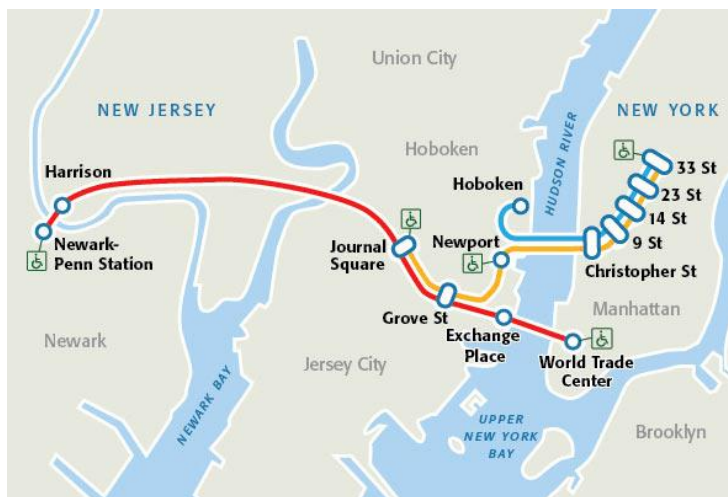 Union City
NEW JERSEY
NEW YORK
HUDSON RIVER
Hoboken
Harrison
33 St
Hoboken
23 St
14 St
Newark-
Penn Station
Journal
Square
Newport
9 St
Christopher St
Manhattan
Grove St
Exchange
Place
Newark
Jersey City
World Trade
Center
NEWARK BAY
UPPER
NEW YORK
BAY
Brooklyn